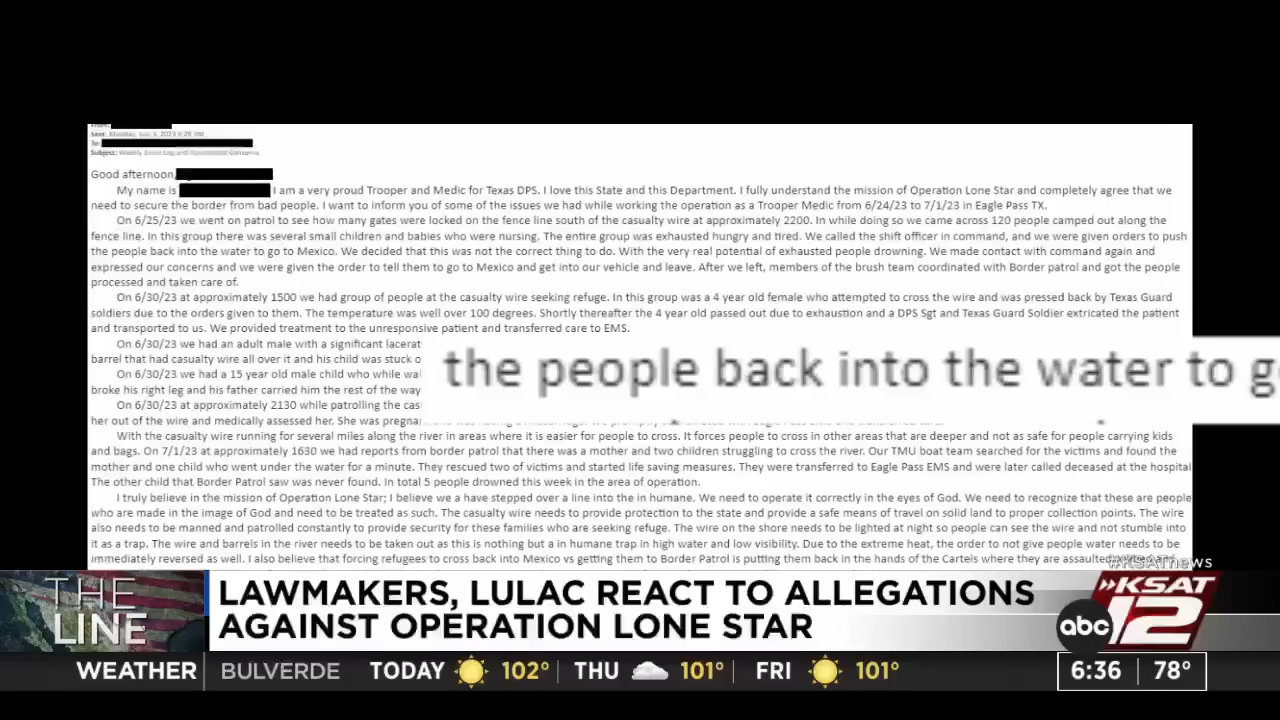 From:
Sent: Monday, July 3, 2023
To:
Subject:
Good afternoon,
My name is I am a very proud Trooper and Medic for Texas DPS. I love this State and this Department. I fully understand the mission of Operation Lone Star and completely agree that we
need to secure the border from bad people. I want to inform you of some of the issues we had while working the operation as a Trooper Medic from 6/24/23 to 7/1/23 in Eagle Pass TX.
On 6/25/23 we went on patrol to see how many gates were locked on the fence line south of the casualty wire at approximately 2200. In while doing so we came across 120 people camped out along the
fence line. In this group there was several small children and babies who were nursing. The entire group was exhausted hungry and tired. We called the shift officer in command, and we were given orders to push
the people back into the water to go to Mexico. We decided that this was not the correct thing to do. With the very real potential of exhausted people drowning. We made contact with command again and
expressed our concerns and we were given the order to tell them to go to Mexico and get into our vehicle and leave. After we left, members of the brush team coordinated with Border patrol and got the people
processed and taken care of.
On 6/30/23 at approximately 1500 we had group of people at the casualty wire seeking refuge. In this group was a 4 year old female who attempted to cross the wire and was pressed back by Texas Guard
soldiers due to the orders given to them. The temperature was well over 100 degrees. Shortly thereafter the 4 year old passed out due to exhaustion and a DPS Sgt and Texas Guard Soldier extricated the patient
and transported to us. We provided treatment to the unresponsive patient and transferred care to EMS.
On 6/30/23 we had an adult male with a significant lacerat
barrel that had casualty wire all over it and his child was stuck o
On 6/30/23 we had a 15 year old male child who while wa
broke his right leg and his father carried him the rest of the way
On 6/30/23 at approximately 2130 while patrolling the cas
her out of the wire and medically assessed her. She was pregna
the people back into the water to g
With the casualty wire running for several miles along the river in areas where it is easier for people to cross. It forces people to cross in other areas that are deeper and not as safe for people carrying kids
and bags. On 7/1/23 at approximately 1630 we had reports from border patrol that there was a mother and two children struggling to cross the river. Our TMU boat team searched for the victims and found the
mother and one child who went under the water for a minute. They rescued two of victims and started life saving measures. They were transferred to Eagle Pass EMS and were later called deceased at the hospital
The other child that Border Patrol saw was never found. In total 5 people drowned this week in the area of operation.
I truly believe in the mission of Operation Lone Star; I believe we a have stepped over a line into the in humane. We need to operate it correctly in the eyes of God. We need to recognize that these are people
who are made in the image of God and need to be treated as such. The casualty wire needs to provide protection to the state and provide a safe means of travel on solid land to proper collection points. The wire
also needs to be manned and patrolled constantly to provide security for these families who are seeking refuge. The wire on the shore needs to be lighted at night so people can see the wire and not stumble into
it as a trap. The wire and barrels in the river needs to be taken out as this is nothing but a in humane trap in high water and low visibility. Due to the extreme heat, the order to not give people water needs to be
immediately reversed as well. I also believe that forcing refugees to cross back into Mexico vs getting them to Border Patrol is putting them back in the hands of the Cartels where they are assaulted
#KSATnews
THE
LINE
LAWMAKERS, LULAC REACT TO ALLEGATIONS
AGAINST OPERATION LONE STAR
abc KSAT 12
WEATHER BULVERDE TODAY 102° THU 101° FRI 101° 6:36 78°